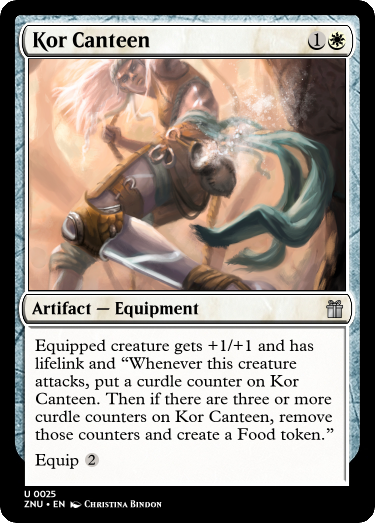 Kor Canteen 1
Artifact — Equipment
Equipped creature gets +1/+1 and has
lifelink and “Whenever this creature
attacks, put a curdle counter on Kor
Canteen. Then if there are three or more
curdle counters on Kor Canteen, remove
those counters and create a Food token.”
Equip 2
U 0025
ZNU • EN Christina Bindon